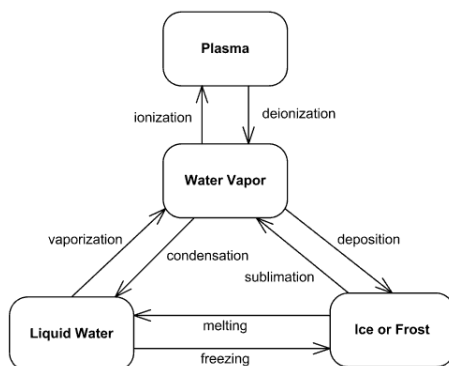 Plasma
ionization
deionization
Water Vapor
vaporization
condensation
deposition
sublimation
Liquid Water
melting
Ice or Frost
freezing